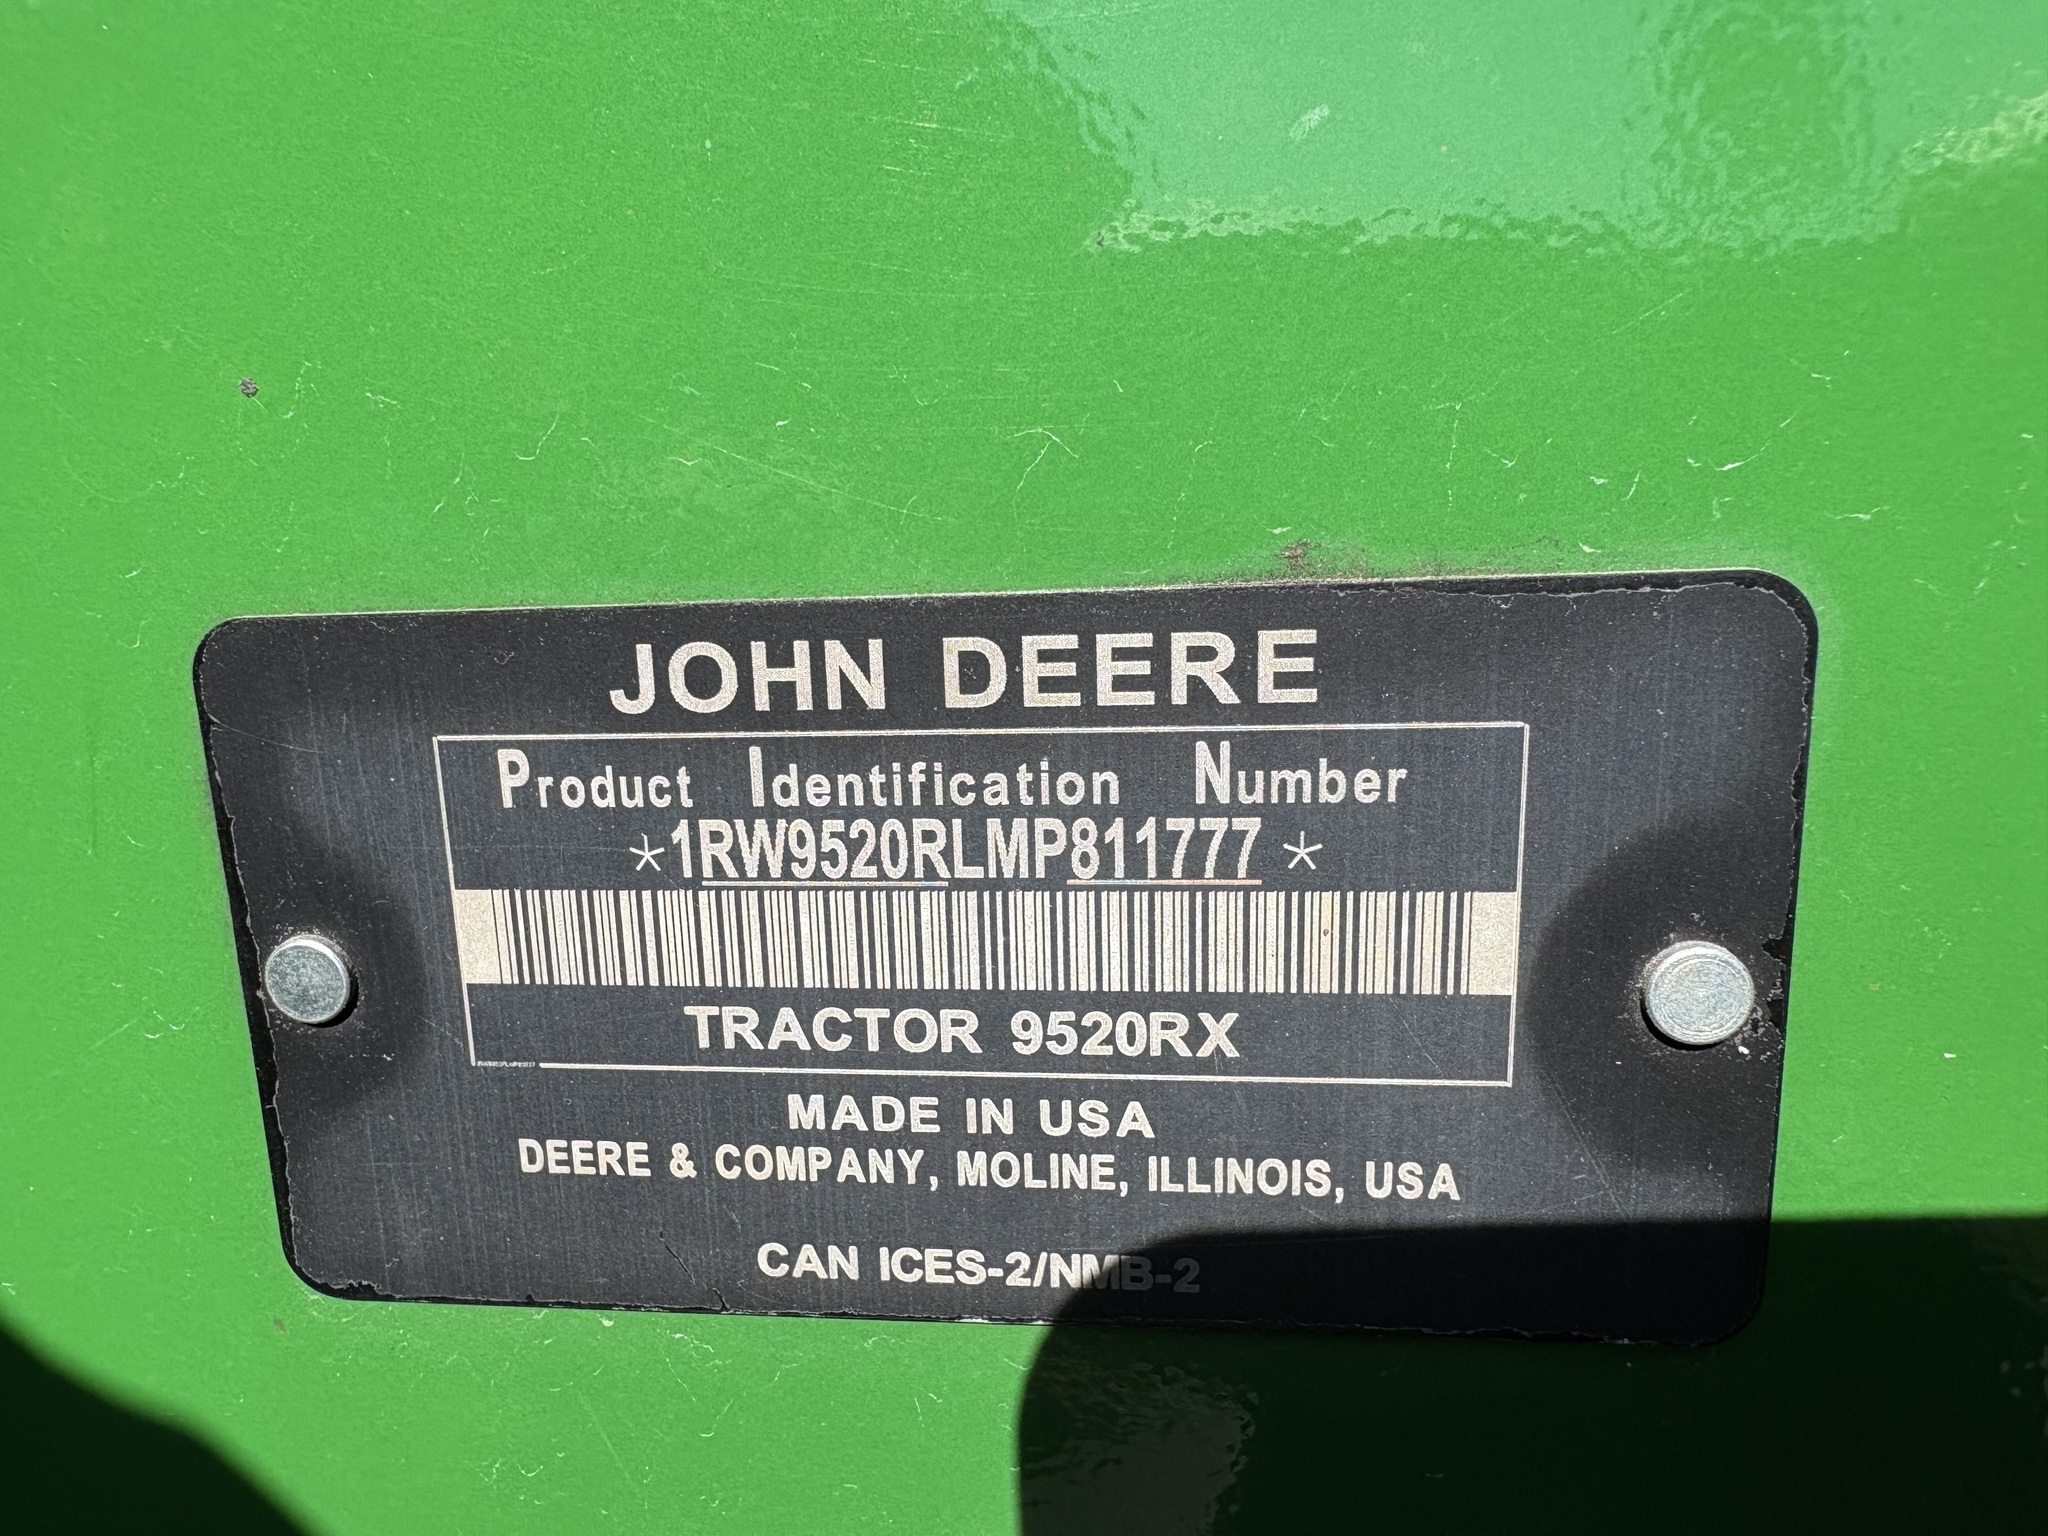 JOHN DEERE
Product Identification Number
*1RW9520RLMP811777*
TRACTOR 9520RX
MADE IN USA
DEERE & COMPANY, MOLINE, ILLINOIS, USA
CAN ICES-2/NMB-2